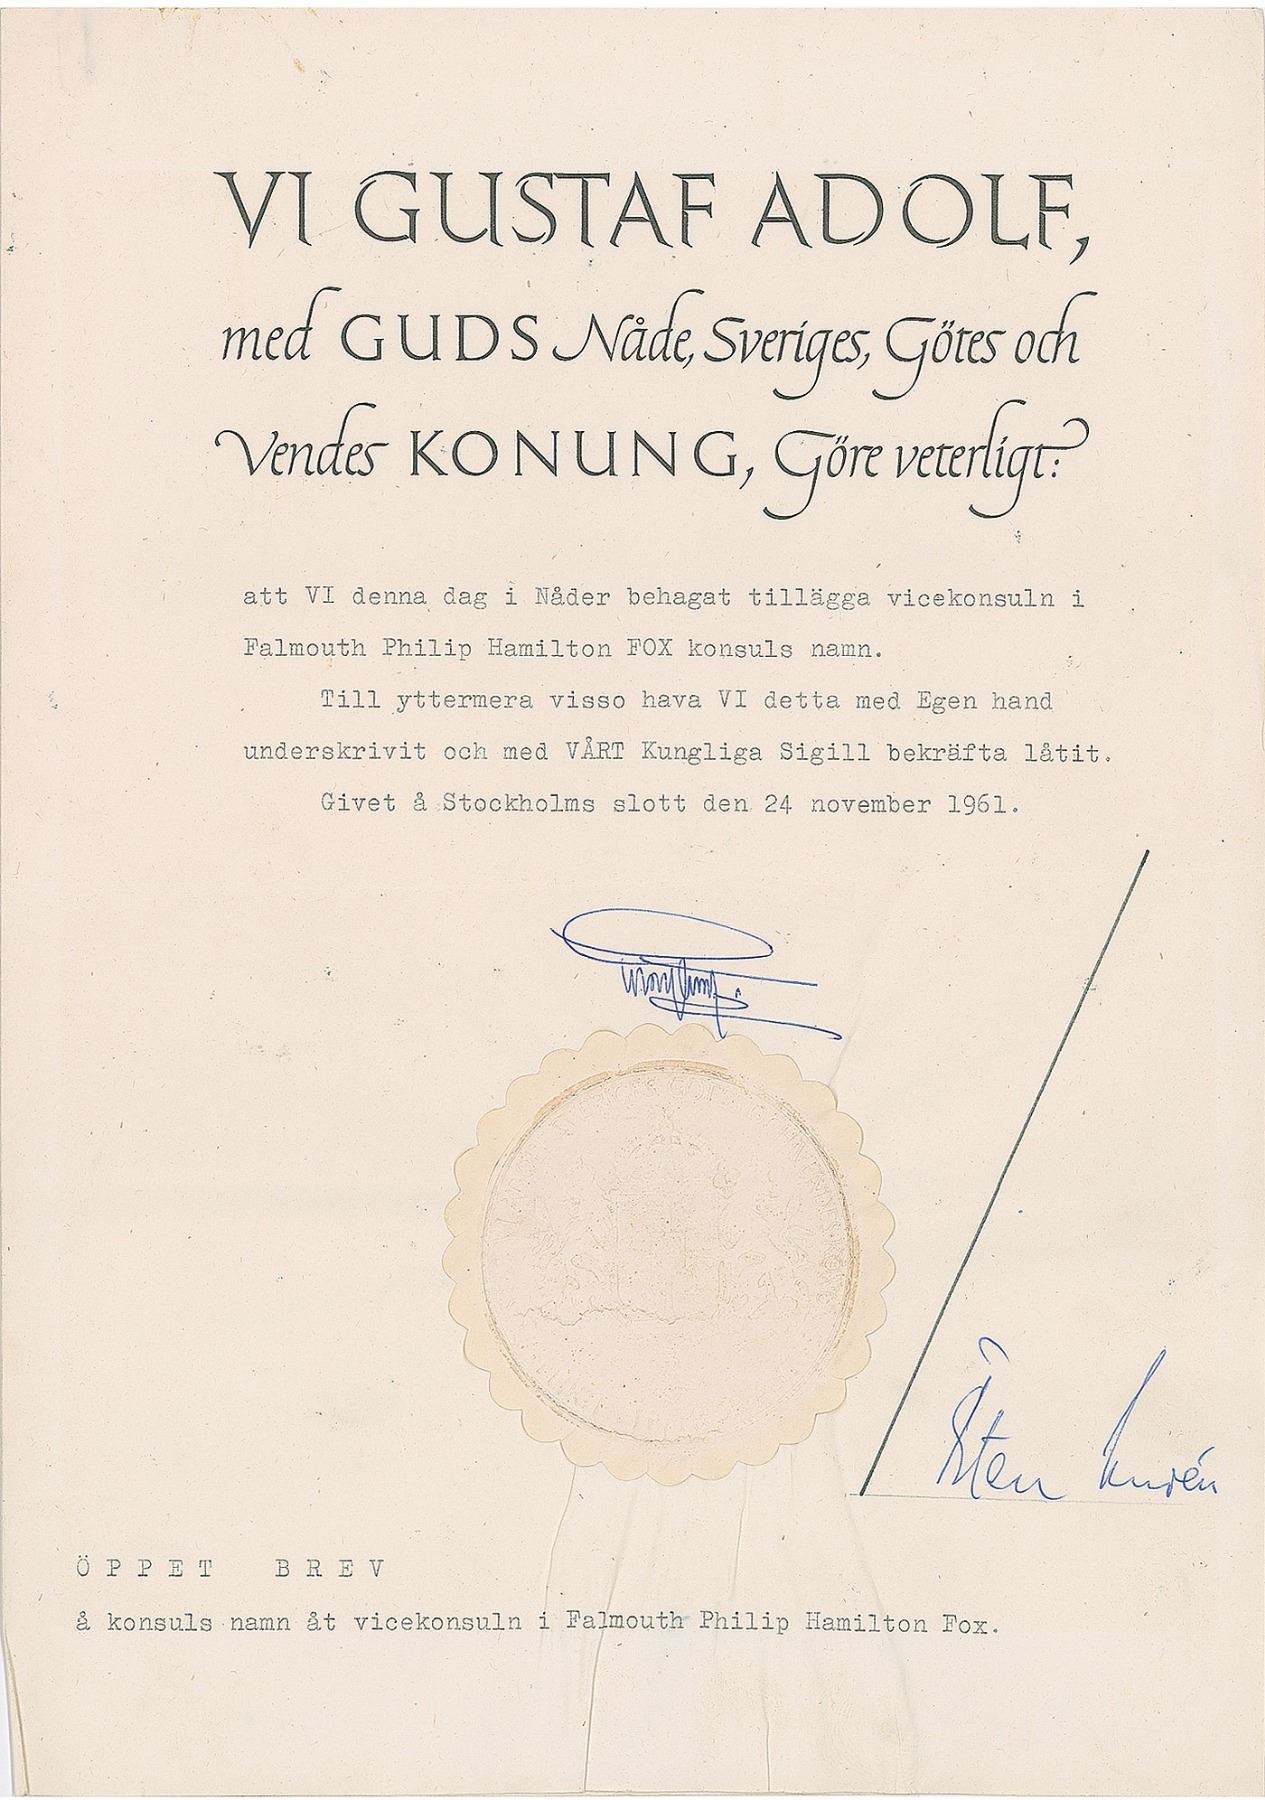 VI GUSTAF ADOLF,
med GUDS Nåde, Sveriges, Götes och
Vendes KONUNG, Göre veterligt:
att VI denna dag i Nåder behagat tillägga vicekonsuln i
Falmouth Philip Hamilton FOX konsuls namn.
Till yttermera visso hava VI detta med Egen hand
underskrivit och med VÅRT Kungliga Sigill bekräfta låtit.
Givet å Stockholms slott den 24 november 1961.
ÖPPET BREV
å konsuls namn åt vicekonsuln i Falmouth Philip Hamilton Fox.